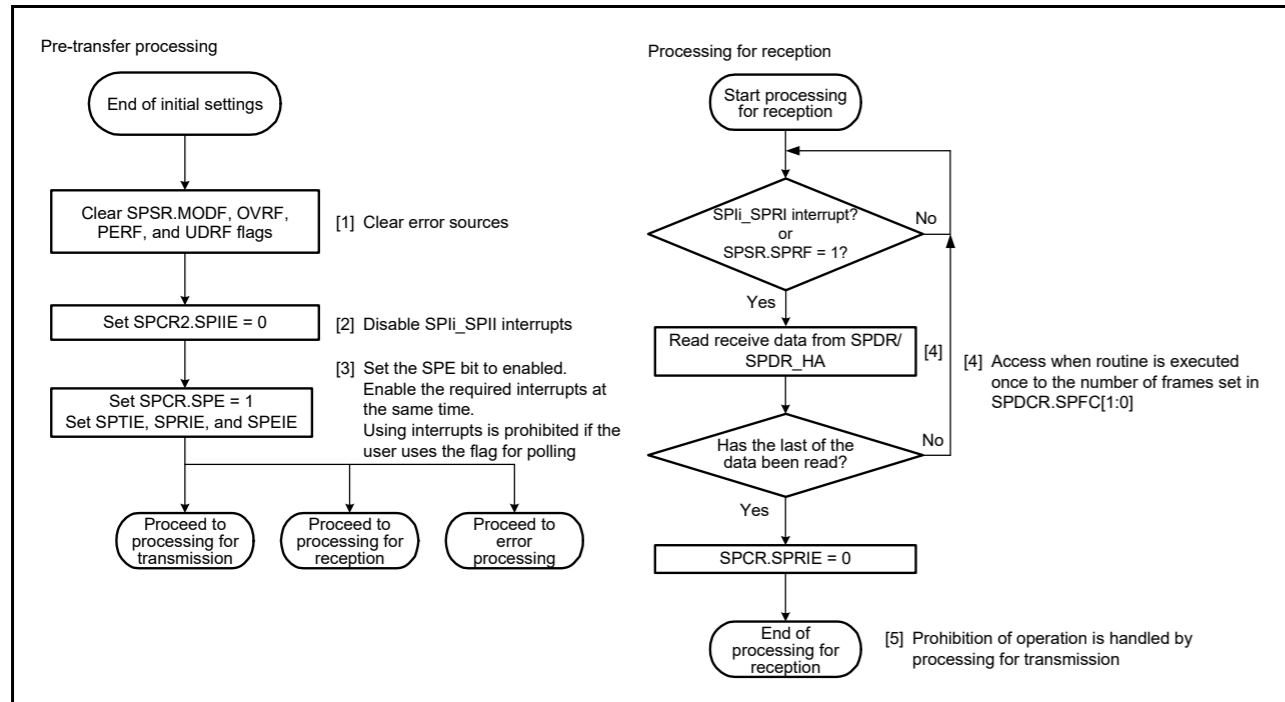 Pre-transfer processing
End of initial settings
Clear SPSR.MODF, OVRF,
PERF, and UDRF flags
[1] Clear error sources
Set SPCR2.SPIIE = 0
[2] Disable SPIi_SPII interrupts
Set SPCR.SPE = 1
Set SPTIE, SPRIE, and SPEIE
[3] Set the SPE bit to enabled.
Enable the required interrupts at
the same time.
Using interrupts is prohibited if the
user uses the flag for polling
Proceed to
processing for
transmission
Proceed to
processing for
reception
Proceed to
error
processing
Processing for reception
Start processing
for reception
SPIi_SPRI interrupt?
or
SPSR.SPRF = 1?
No
Yes
Read receive data from SPDR/
SPDR_HA
[4]
[4] Access when routine is executed
once to the number of frames set in
SPDCR.SPFC[1:0]
Has the last of the
data been read?
No
Yes
SPCR.SPRIE = 0
End of
processing for
reception
[5] Prohibition of operation is handled by
processing for transmission